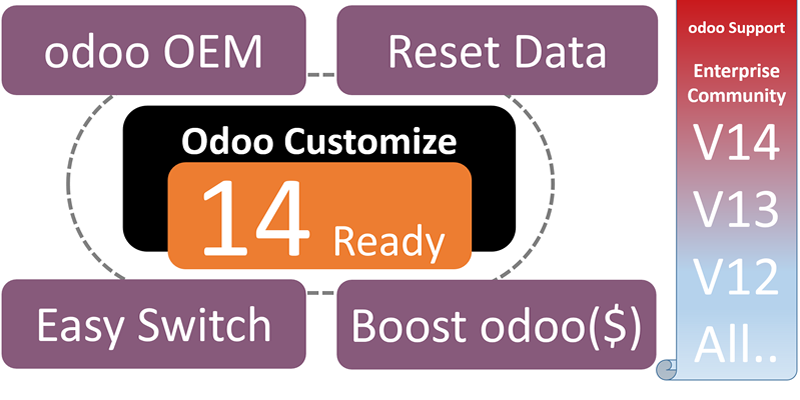 odoo OEM
Reset Data
Odoo Customize
14 Ready
Easy Switch
Boost odoo($)
odoo Support
Enterprise
Community
V14
V13
V12
All..